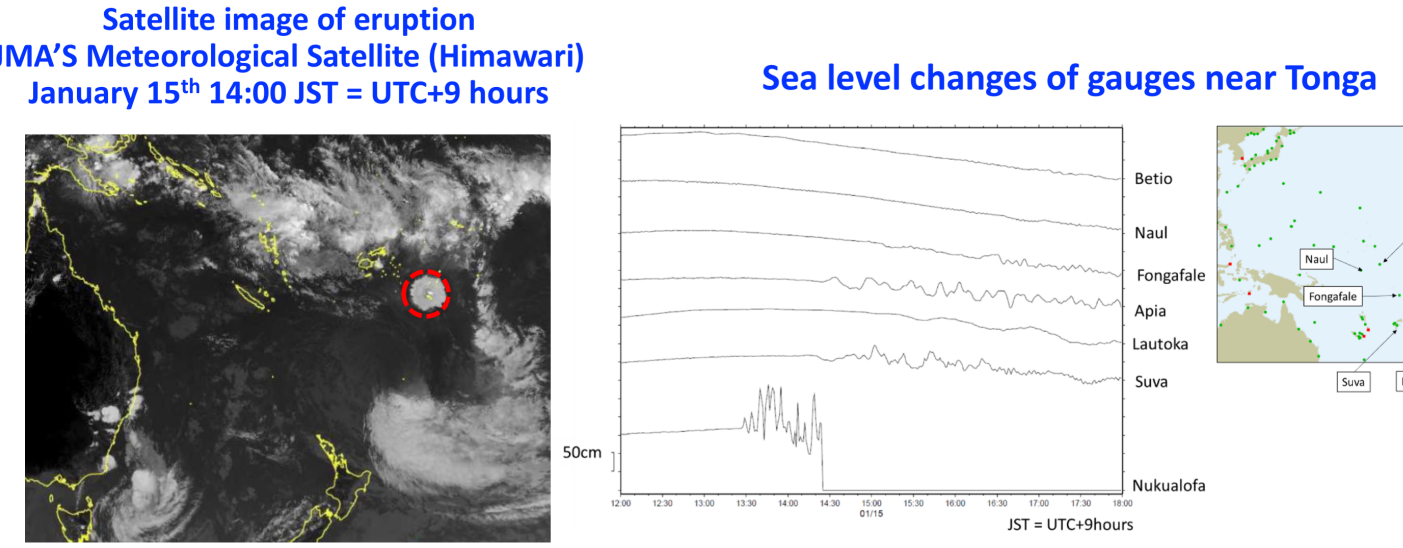 Satellite image of eruption
JMA'S Meteorological Satellite (Himawari)
January 15th 14:00 JST = UTC+9 hours
Sea level changes of gauges near Tonga
Betio
Naul
Fongafale
Apia
Lautoka
Suva
Nukualofa
50cm
12:00 12:30 13:00 13:30 14:00 14:30 15:00 15:30 16:00 16:30 17:00 17:30 18:00
01/15
JST = UTC+9hours
Naul
Fongafale
Suva